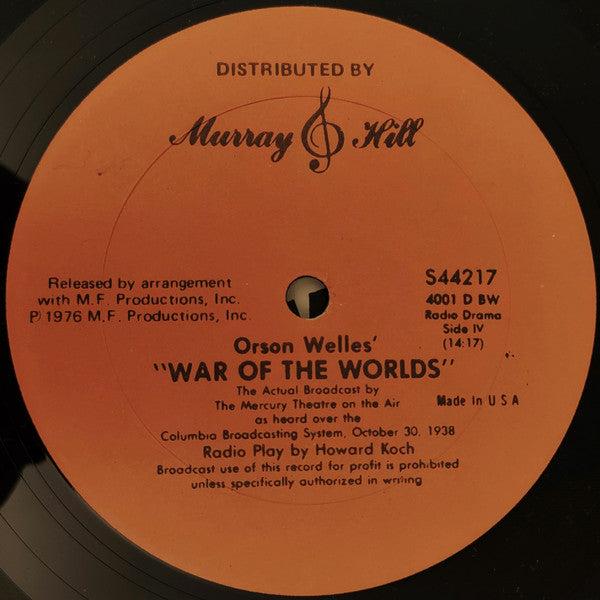 DISTRIBUTED BY
Murray Hill
Released by arrangement
with M.F. Productions, Inc.
℗ 1976 M.F. Productions, Inc.
S44217
4001 D BW
Radio Drama
Side IV
(14:17)
Orson Welles'
"WAR OF THE WORLDS"
The Actual Broadcast by
The Mercury Theatre on the Air
Made In U S A
as heard over the
Columbia Broadcasting System, October 30, 1938
Radio Play by Howard Koch
Broadcast use of this record for profit is prohibited
unless specifically authorized in writing